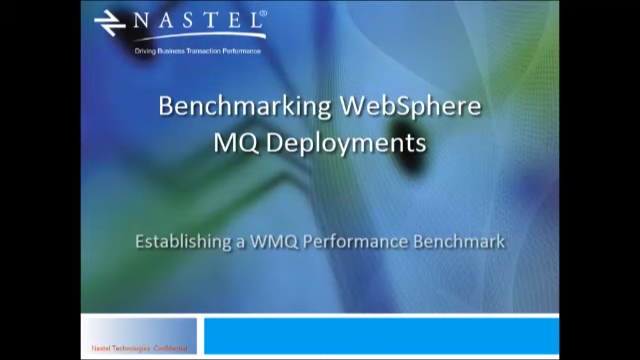 NASTEL®
Driving Business Transaction Performance
Benchmarking WebSphere
MQ Deployments
Establishing a WMQ Performance Benchmark
Nastel Technologies Confidential